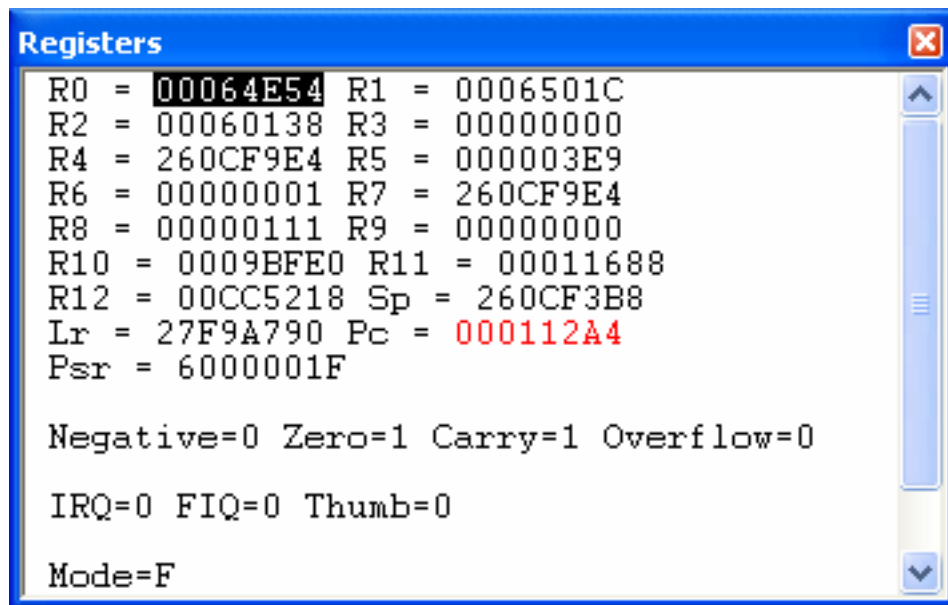 Registers
R0 = 00064E54 R1 = 0006501C
R2 = 00060138 R3 = 00000000
R4 = 260CF9E4 R5 = 000003E9
R6 = 00000001 R7 = 260CF9E4
R8 = 00000111 R9 = 00000000
R10 = 0009BFE0 R11 = 00011688
R12 = 00CC5218 Sp = 260CF3B8
Lr = 27F9A790 Pc = 000112A4
Psr = 6000001F
Negative=0 Zero=1 Carry=1 Overflow=0
IRQ=0 FIQ=0 Thumb=0
Mode=F